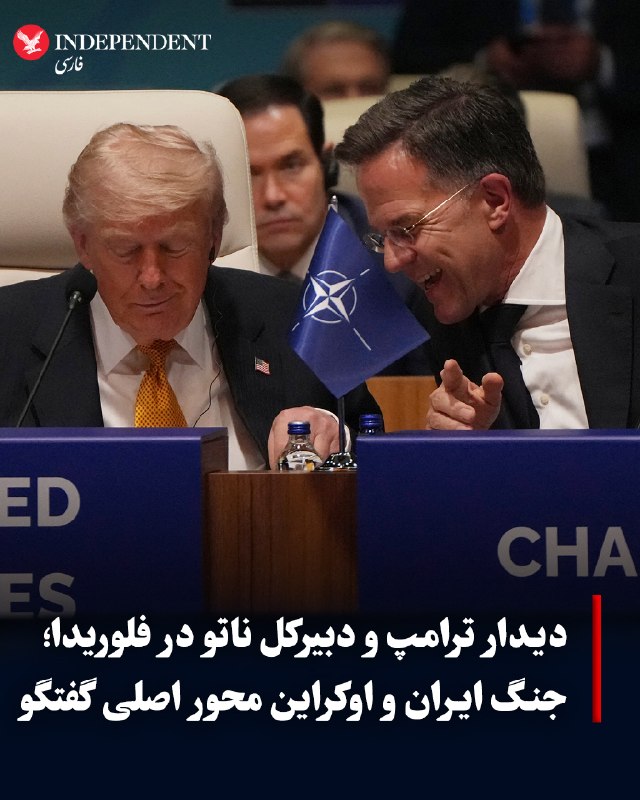 INDEPENDENT
فارسی
ED
ES
CHA
دیدار ترامپ و دبیرکل ناتو در فلوریدا؛
جنگ ایران و اوکراین محور اصلی گفتگو